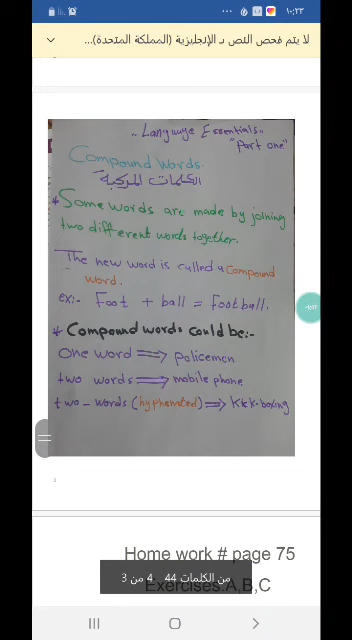 ١٠:٢٣
لا يتم فحص النص بـ الإنجليزية (المملكة المتحدة)...
.. Language Essentials..
"Part one"
Compound Words.
الكلمات المركبة
* Some words are made by joining
two different words together.
The new word is called a Compound
word.
ex:- Foot + ball = Football.
* Compound words could be:-
One word ⟹ policeman
two words ⟹ mobile phone
two - words (hyphenated) ⟹ Kick-boxing
Home work # page 75
Exercises:A,B,C
3 من 4 44 من الكلمات